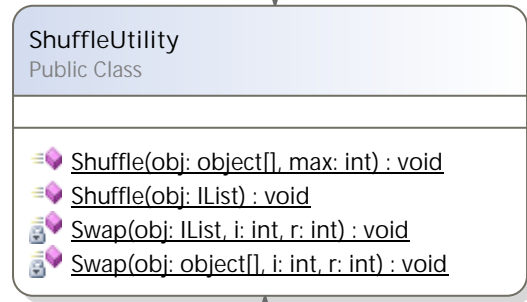 ShuffleUtility
Public Class
Shuffle(obj: object[], max: int) : void
Shuffle(obj: IList) : void
Swap(obj: IList, i: int, r: int) : void
Swap(obj: object[], i: int, r: int) : void